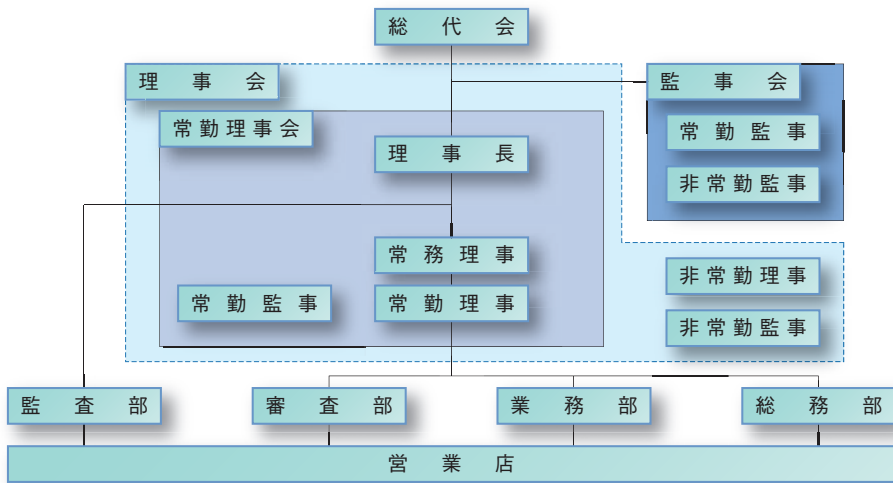 総代会
理事会
監事会
常勤理事会
常勤監事
理事長
非常勤監事
常務理事
非常勤理事
常勤監事
常勤理事
非常勤監事
監査部
審査部
業務部
総務部
営業店